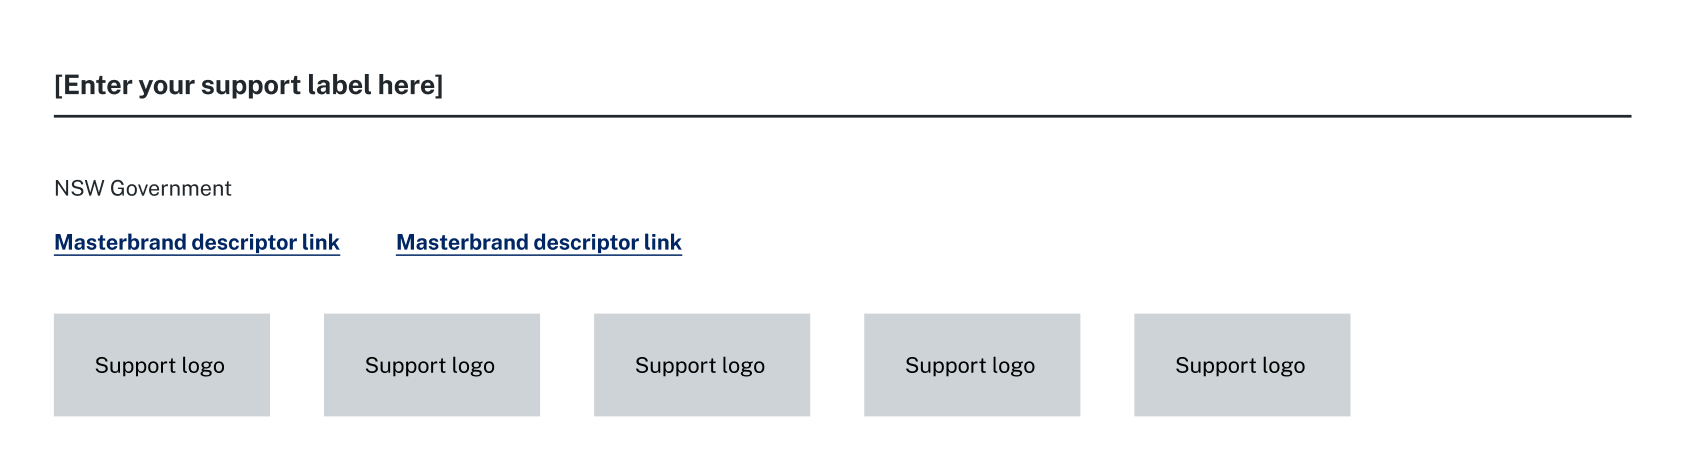 [Enter your support label here]
NSW Government
Masterbrand descriptor link Masterbrand descriptor link
Support logo Support logo Support logo Support logo Support logo